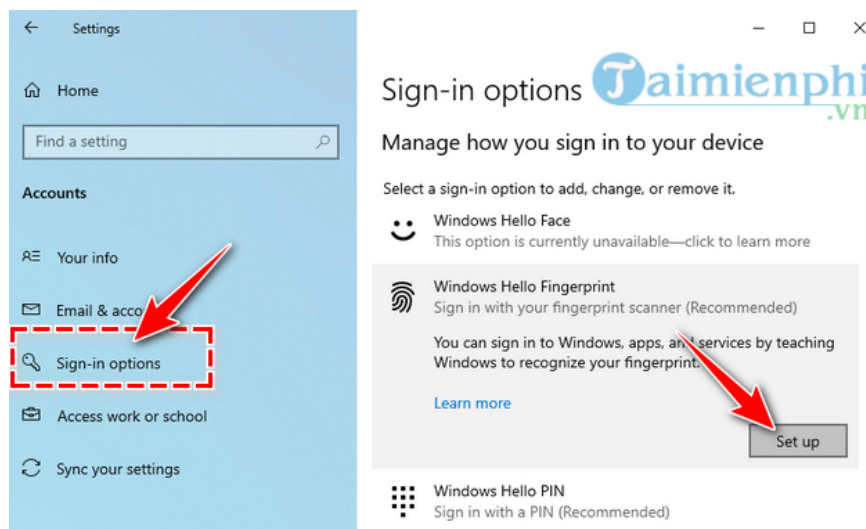 Settings
Home
Find a setting
Accounts
Your info
Email & acco
Sign-in options
Access work or school
Sync your settings
Taimienphi
.vn
Sign-in options
Manage how you sign in to your device
Select a sign-in option to add, change, or remove it.
Windows Hello Face
This option is currently unavailable—click to learn more
Windows Hello Fingerprint
Sign in with your fingerprint scanner (Recommended)
You can sign in to Windows, apps, and services by teaching
Windows to recognize your fingerprint.
Learn more
Set up
Windows Hello PIN
Sign in with a PIN (Recommended)